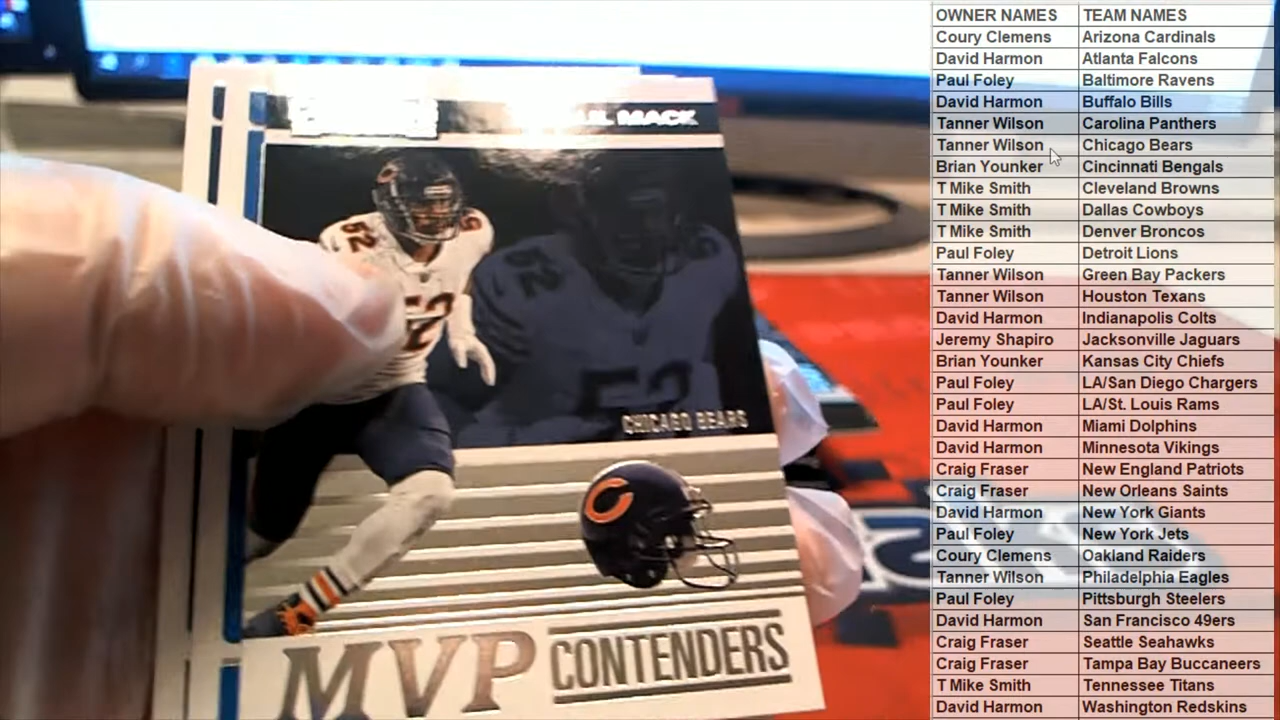 MACK
52
52
52
CHICAGO BEARS
MVP CONTENDERS
OWNER NAMES TEAM NAMES
Coury Clemens Arizona Cardinals
David Harmon Atlanta Falcons
Paul Foley Baltimore Ravens
David Harmon Buffalo Bills
Tanner Wilson Carolina Panthers
Tanner Wilson Chicago Bears
Brian Younker Cincinnati Bengals
T Mike Smith Cleveland Browns
T Mike Smith Dallas Cowboys
T Mike Smith Denver Broncos
Paul Foley Detroit Lions
Tanner Wilson Green Bay Packers
Tanner Wilson Houston Texans
David Harmon Indianapolis Colts
Jeremy Shapiro Jacksonville Jaguars
Brian Younker Kansas City Chiefs
Paul Foley LA/San Diego Chargers
Paul Foley LA/St. Louis Rams
David Harmon Miami Dolphins
David Harmon Minnesota Vikings
Craig Fraser New England Patriots
Craig Fraser New Orleans Saints
David Harmon New York Giants
Paul Foley New York Jets
Coury Clemens Oakland Raiders
Tanner Wilson Philadelphia Eagles
Paul Foley Pittsburgh Steelers
David Harmon San Francisco 49ers
Craig Fraser Seattle Seahawks
Craig Fraser Tampa Bay Buccaneers
T Mike Smith Tennessee Titans
David Harmon Washington Redskins